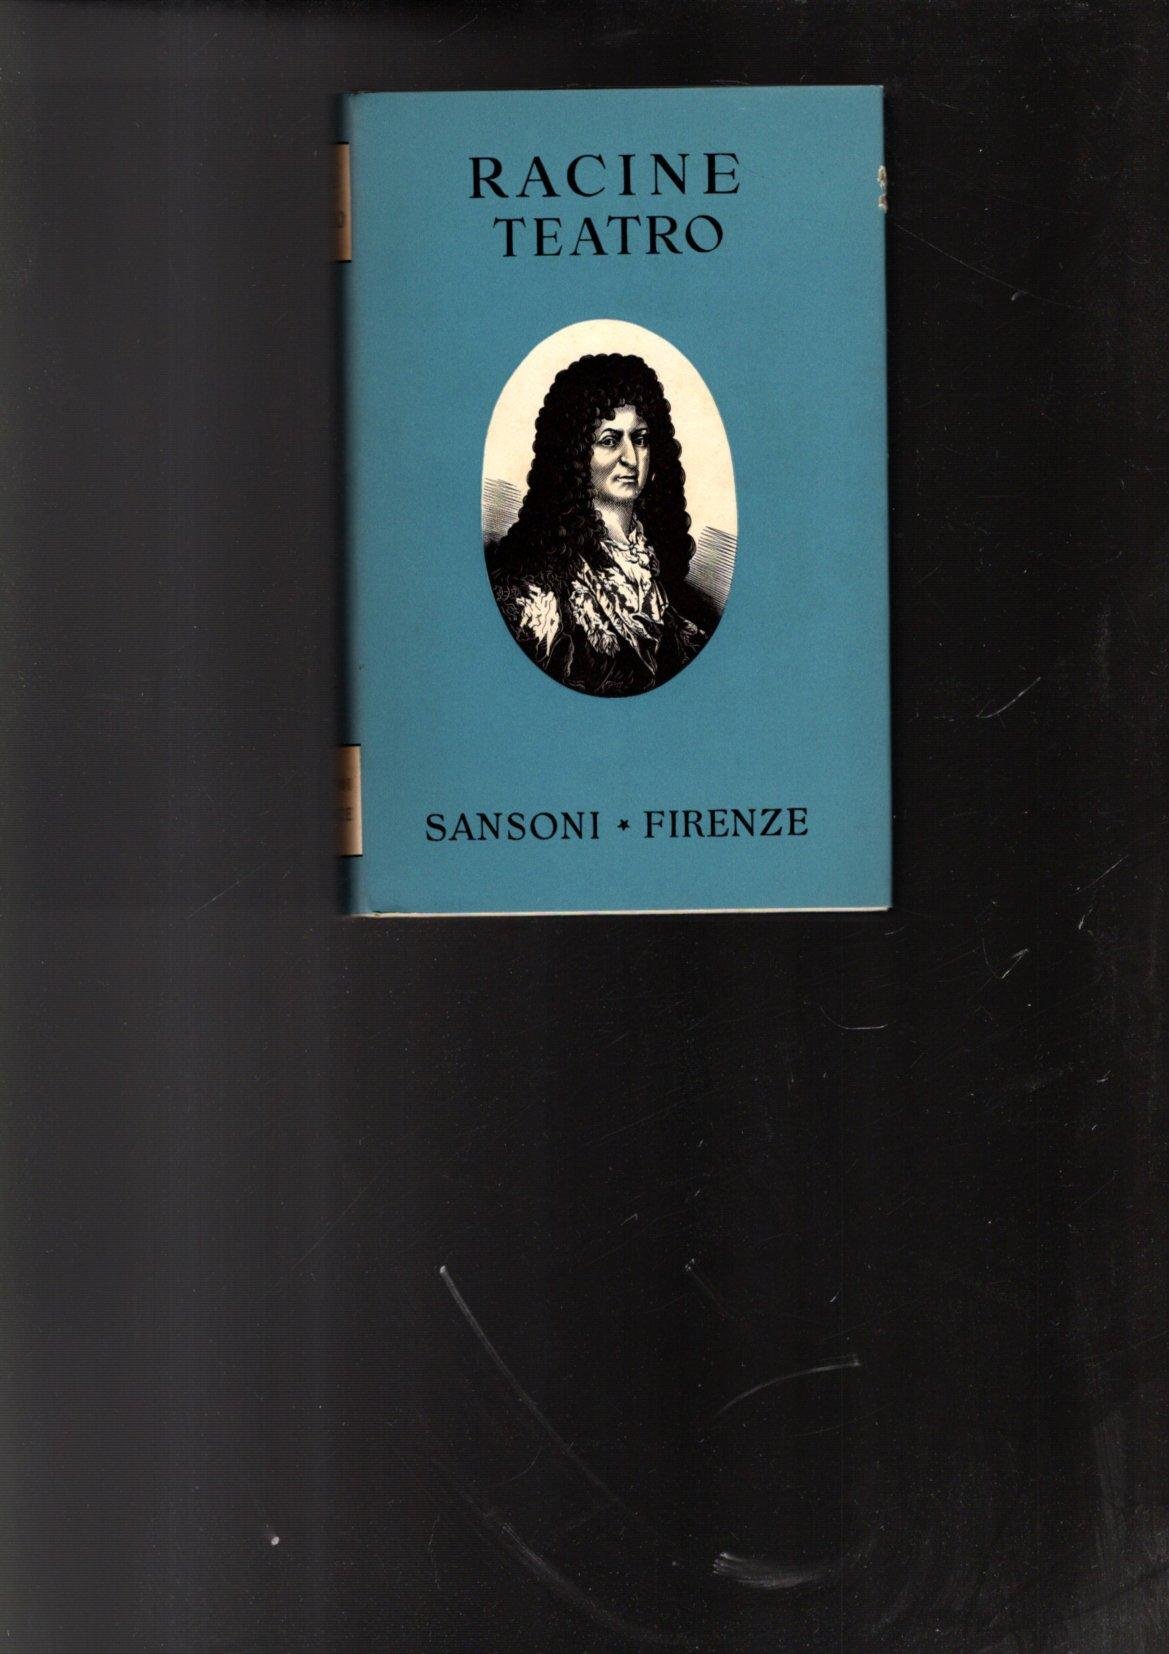 RACINE
TEATRO
SANSONI ★ FIRENZE